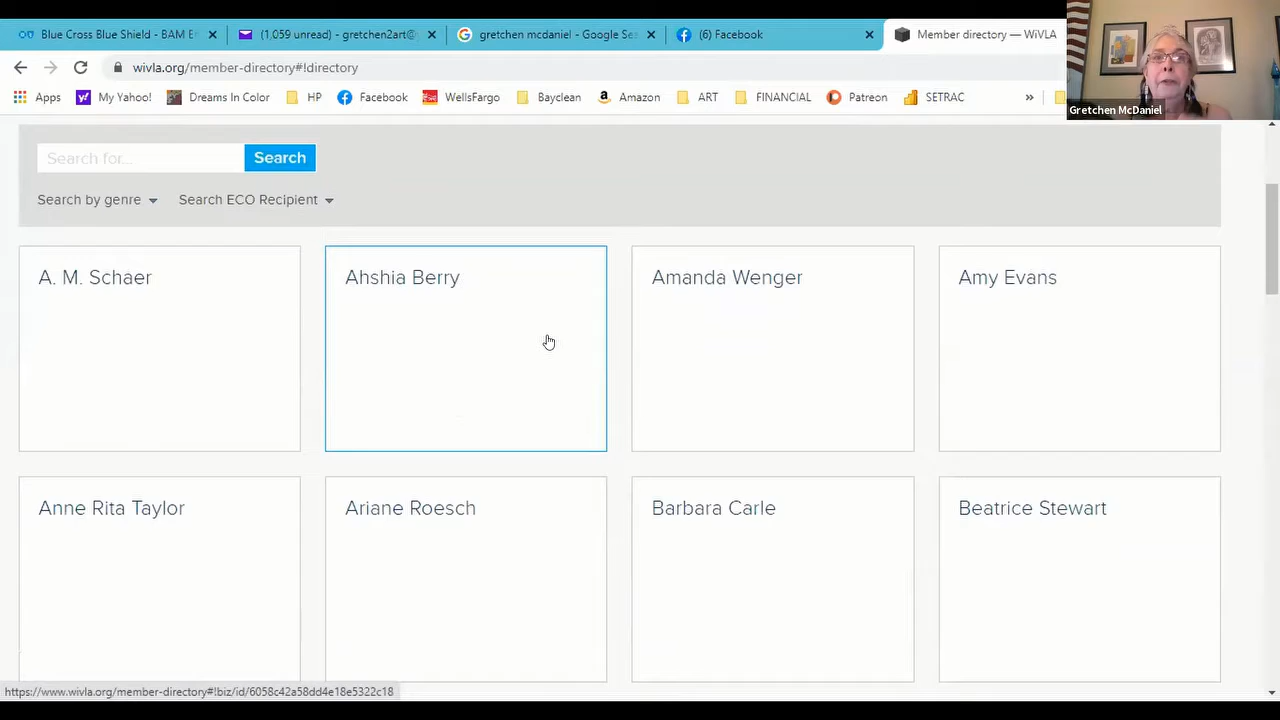 Blue Cross Blue Shield - BAM
(1,059 unread) - gretchen2art@
gretchen mcdaniel - Google Se
(6) Facebook
Member directory — WiVLA
wivla.org/member-directory#!directory
Apps
My Yahoo!
Dreams In Color
HP
Facebook
WellsFargo
Bayclean
Amazon
ART
FINANCIAL
Patreon
SETRAC
»
Gretchen McDaniel
Search for...
Search
Search by genre
Search ECO Recipient
A. M. Schaer
Ahshia Berry
Amanda Wenger
Amy Evans
Anne Rita Taylor
Ariane Roesch
Barbara Carle
Beatrice Stewart
https://www.wivla.org/member-directory#!biz/id/6058c42a58dd4e18e5322c18